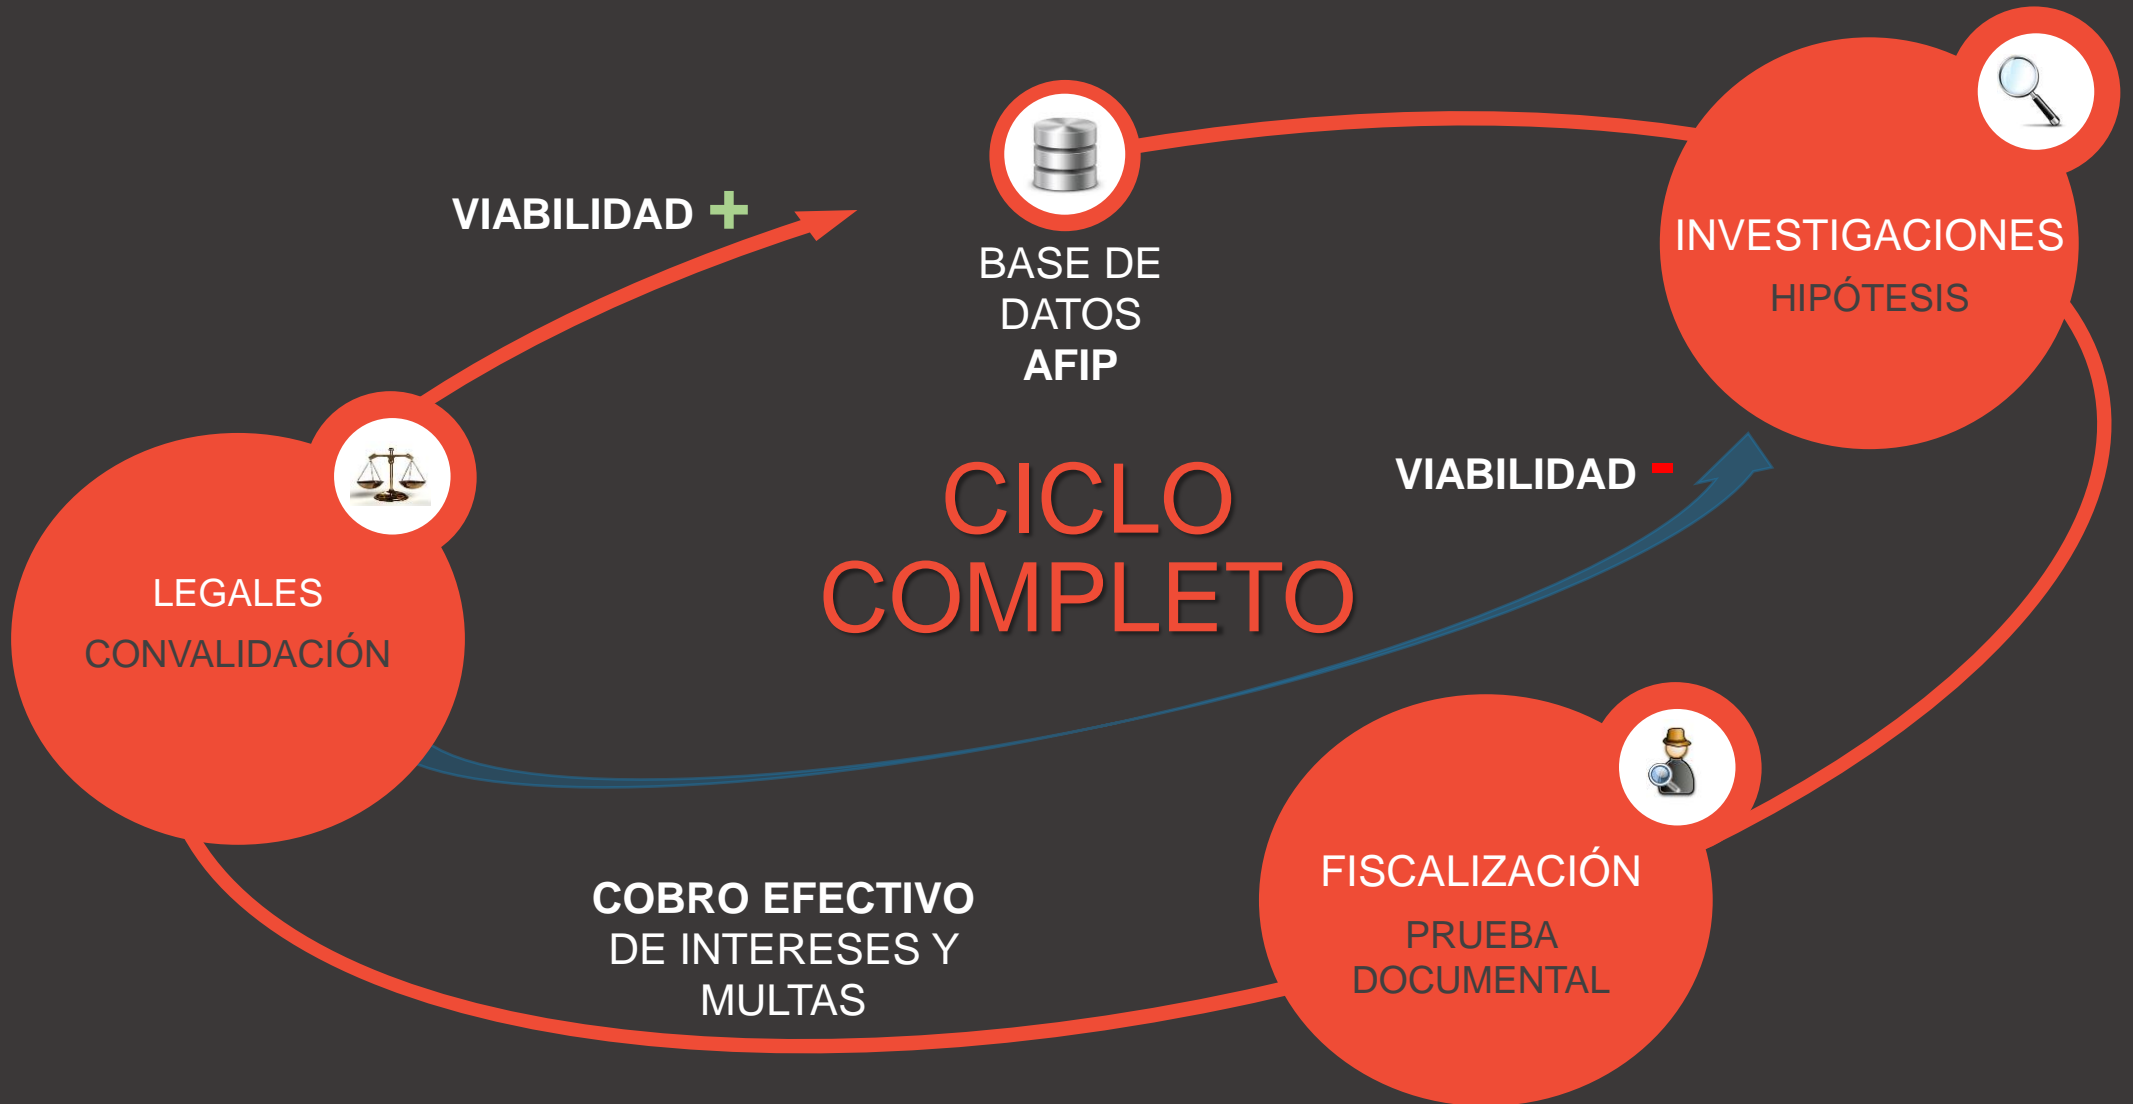 VIABILIDAD +
BASE DE
DATOS
AFIP
INVESTIGACIONES
HIPÓTESIS
CICLO
COMPLETO
VIABILIDAD -
LEGALES
CONVALIDACIÓN
FISCALIZACIÓN
PRUEBA
DOCUMENTAL
COBRO EFECTIVO
DE INTERESES Y
MULTAS